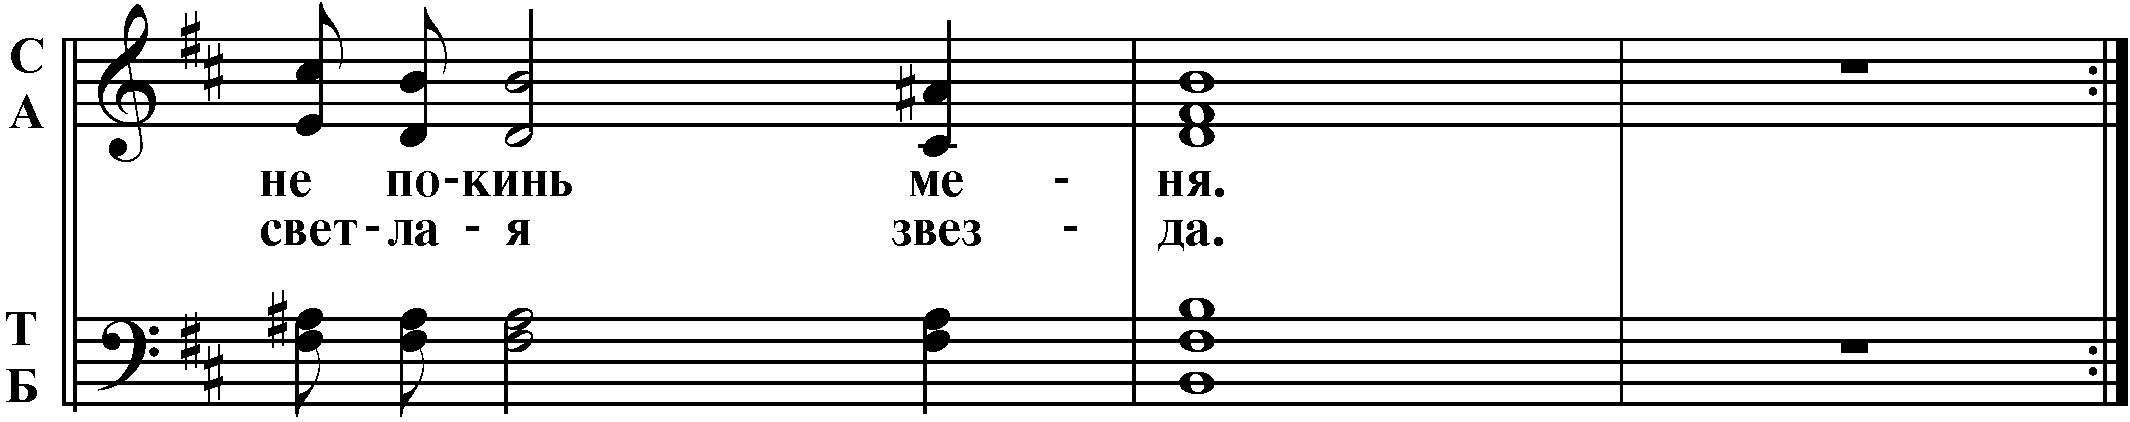 С
А
не по-кинь ме - ня.
свет-ла - я звез - да.
Т
Б